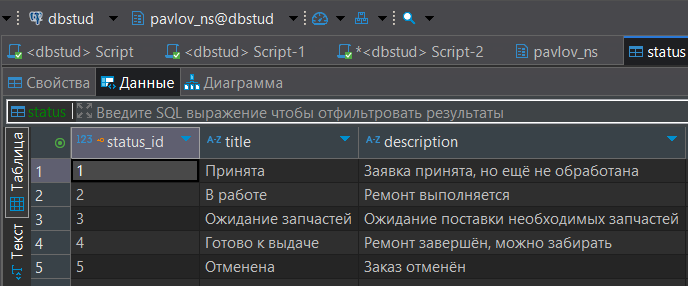 dbstud pavlov_ns@dbstud
<dbstud> Script <dbstud> Script-1 *<dbstud> Script-2 pavlov_ns status
Свойства Данные Диаграмма
status Введите SQL выражение чтобы отфильтровать результаты
Таблица
Текст
123 status_id A-Z title A-Z description
1 1 Принята Заявка принята, но ещё не обработана
2 2 В работе Ремонт выполняется
3 3 Ожидание запчастей Ожидание поставки необходимых запчастей
4 4 Готово к выдаче Ремонт завершён, можно забирать
5 5 Отменена Заказ отменён